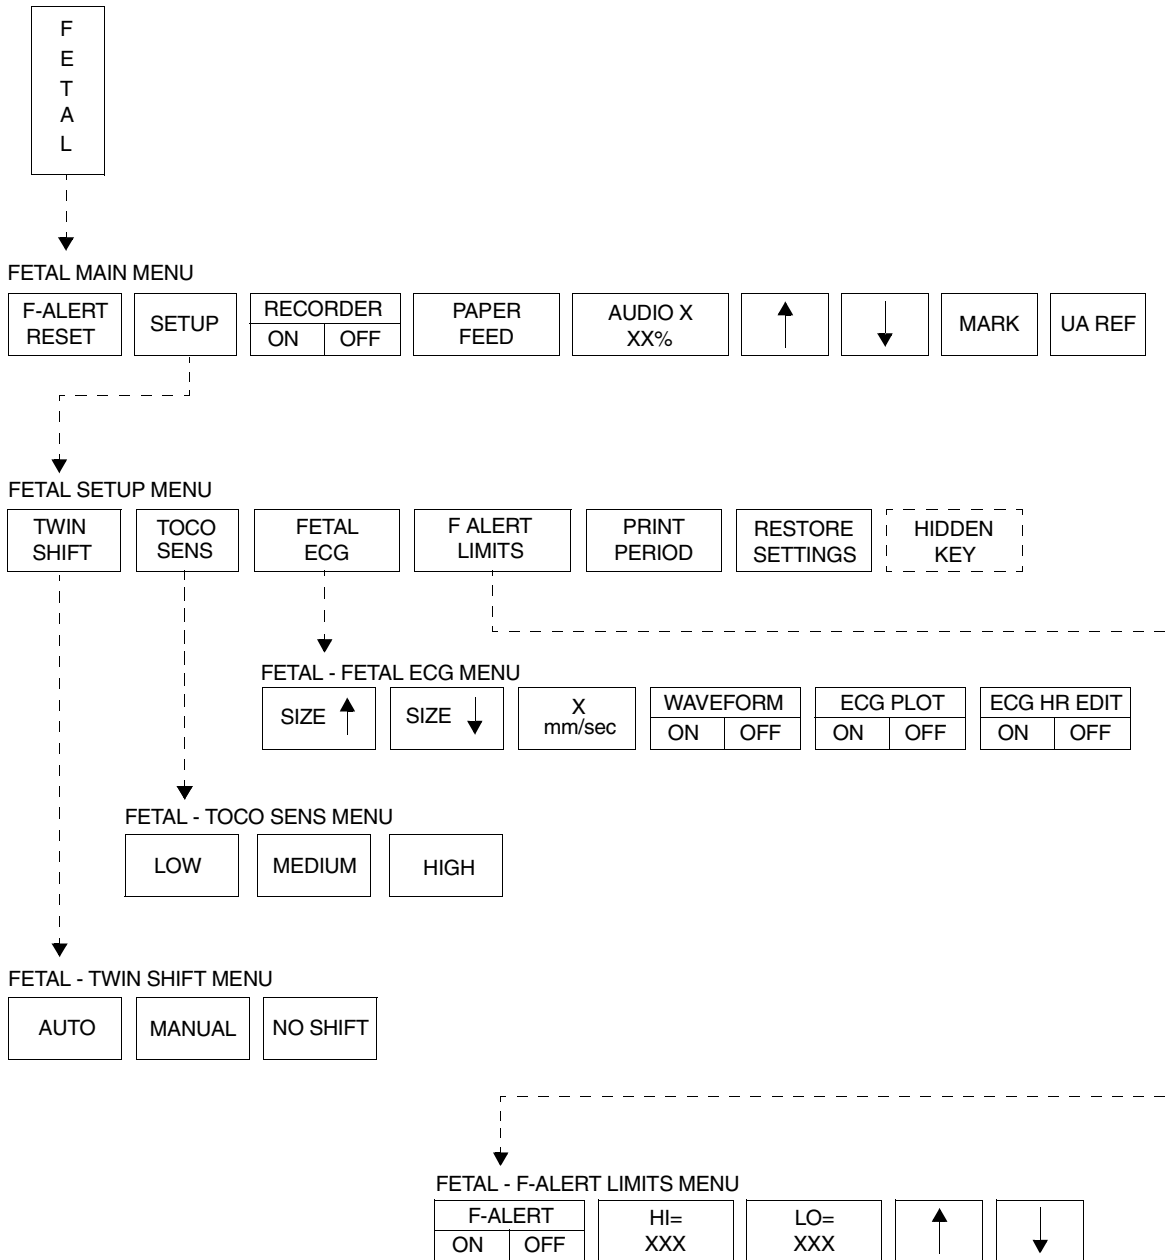 F
E
T
A
L
FETAL MAIN MENU
F-ALERT
RESET
SETUP
RECORDER
ON OFF
PAPER
FEED
AUDIO X
XX%
MARK
UA REF
FETAL SETUP MENU
TWIN
SHIFT
TOCO
SENS
FETAL
ECG
F ALERT
LIMITS
PRINT
PERIOD
RESTORE
SETTINGS
HIDDEN
KEY
FETAL - FETAL ECG MENU
SIZE
SIZE
X
mm/sec
WAVEFORM
ON OFF
ECG PLOT
ON OFF
ECG HR EDIT
ON OFF
FETAL - TOCO SENS MENU
LOW
MEDIUM
HIGH
FETAL - TWIN SHIFT MENU
AUTO
MANUAL
NO SHIFT
FETAL - F-ALERT LIMITS MENU
F-ALERT
ON OFF
HI=
XXX
LO=
XXX